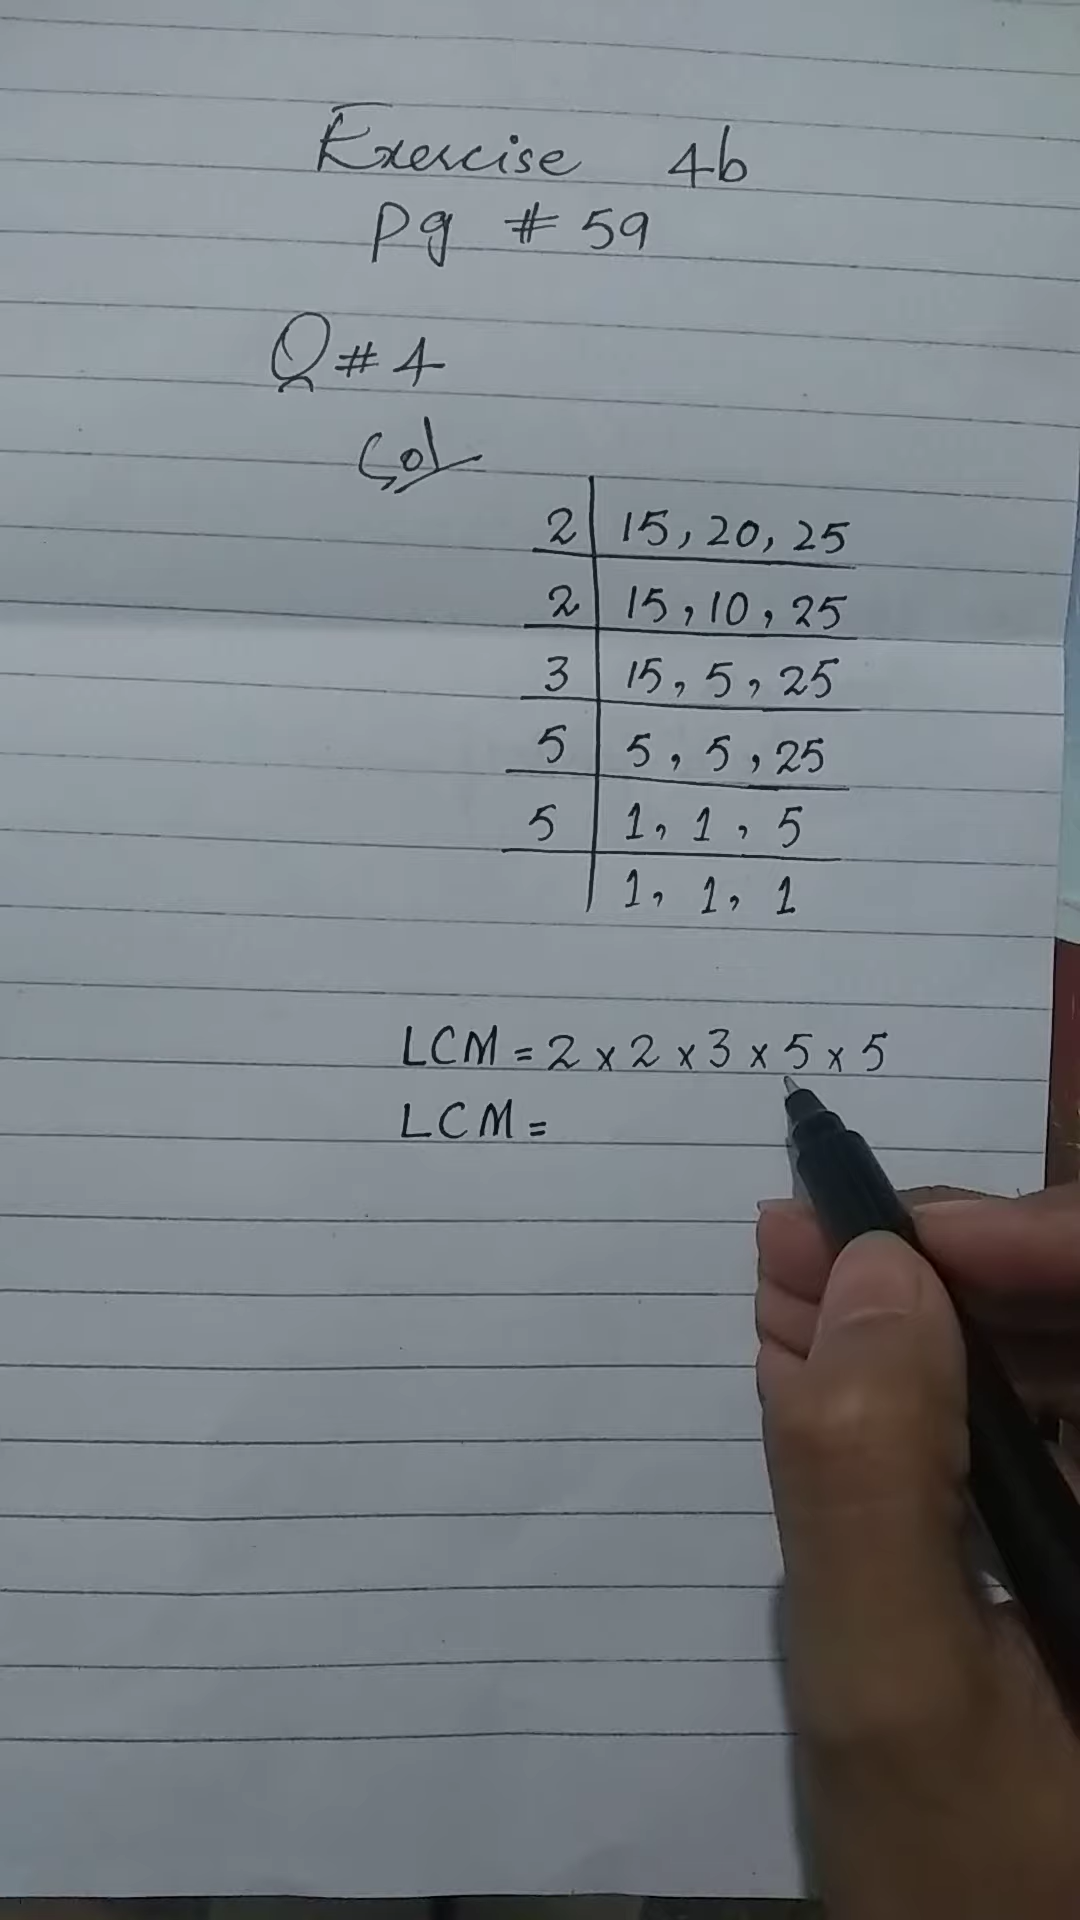 Exercise 4b
Pg # 59
Q # 4
Sol
2 | 15, 20, 25
2 | 15, 10, 25
3 | 15, 5, 25
5 | 5, 5, 25
5 | 1, 1, 5
| 1, 1, 1
LCM = 2 × 2 × 3 × 5 × 5
LCM =